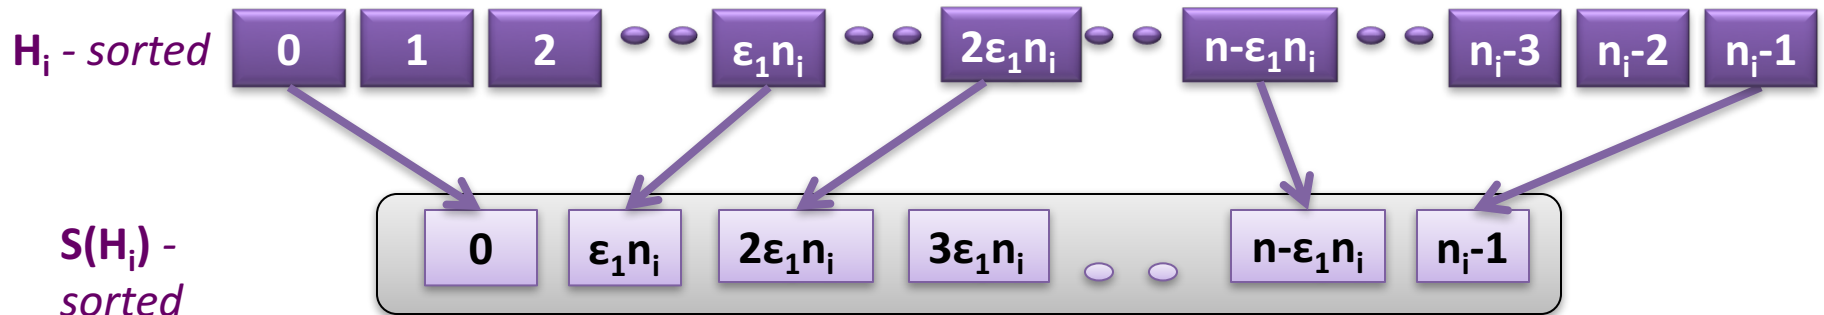 Hᵢ - sorted 0 1 2 ε₁nᵢ 2ε₁nᵢ n-ε₁nᵢ nᵢ-3 nᵢ-2 nᵢ-1
S(Hᵢ) - 0 ε₁nᵢ 2ε₁nᵢ 3ε₁nᵢ n-ε₁nᵢ nᵢ-1
sorted